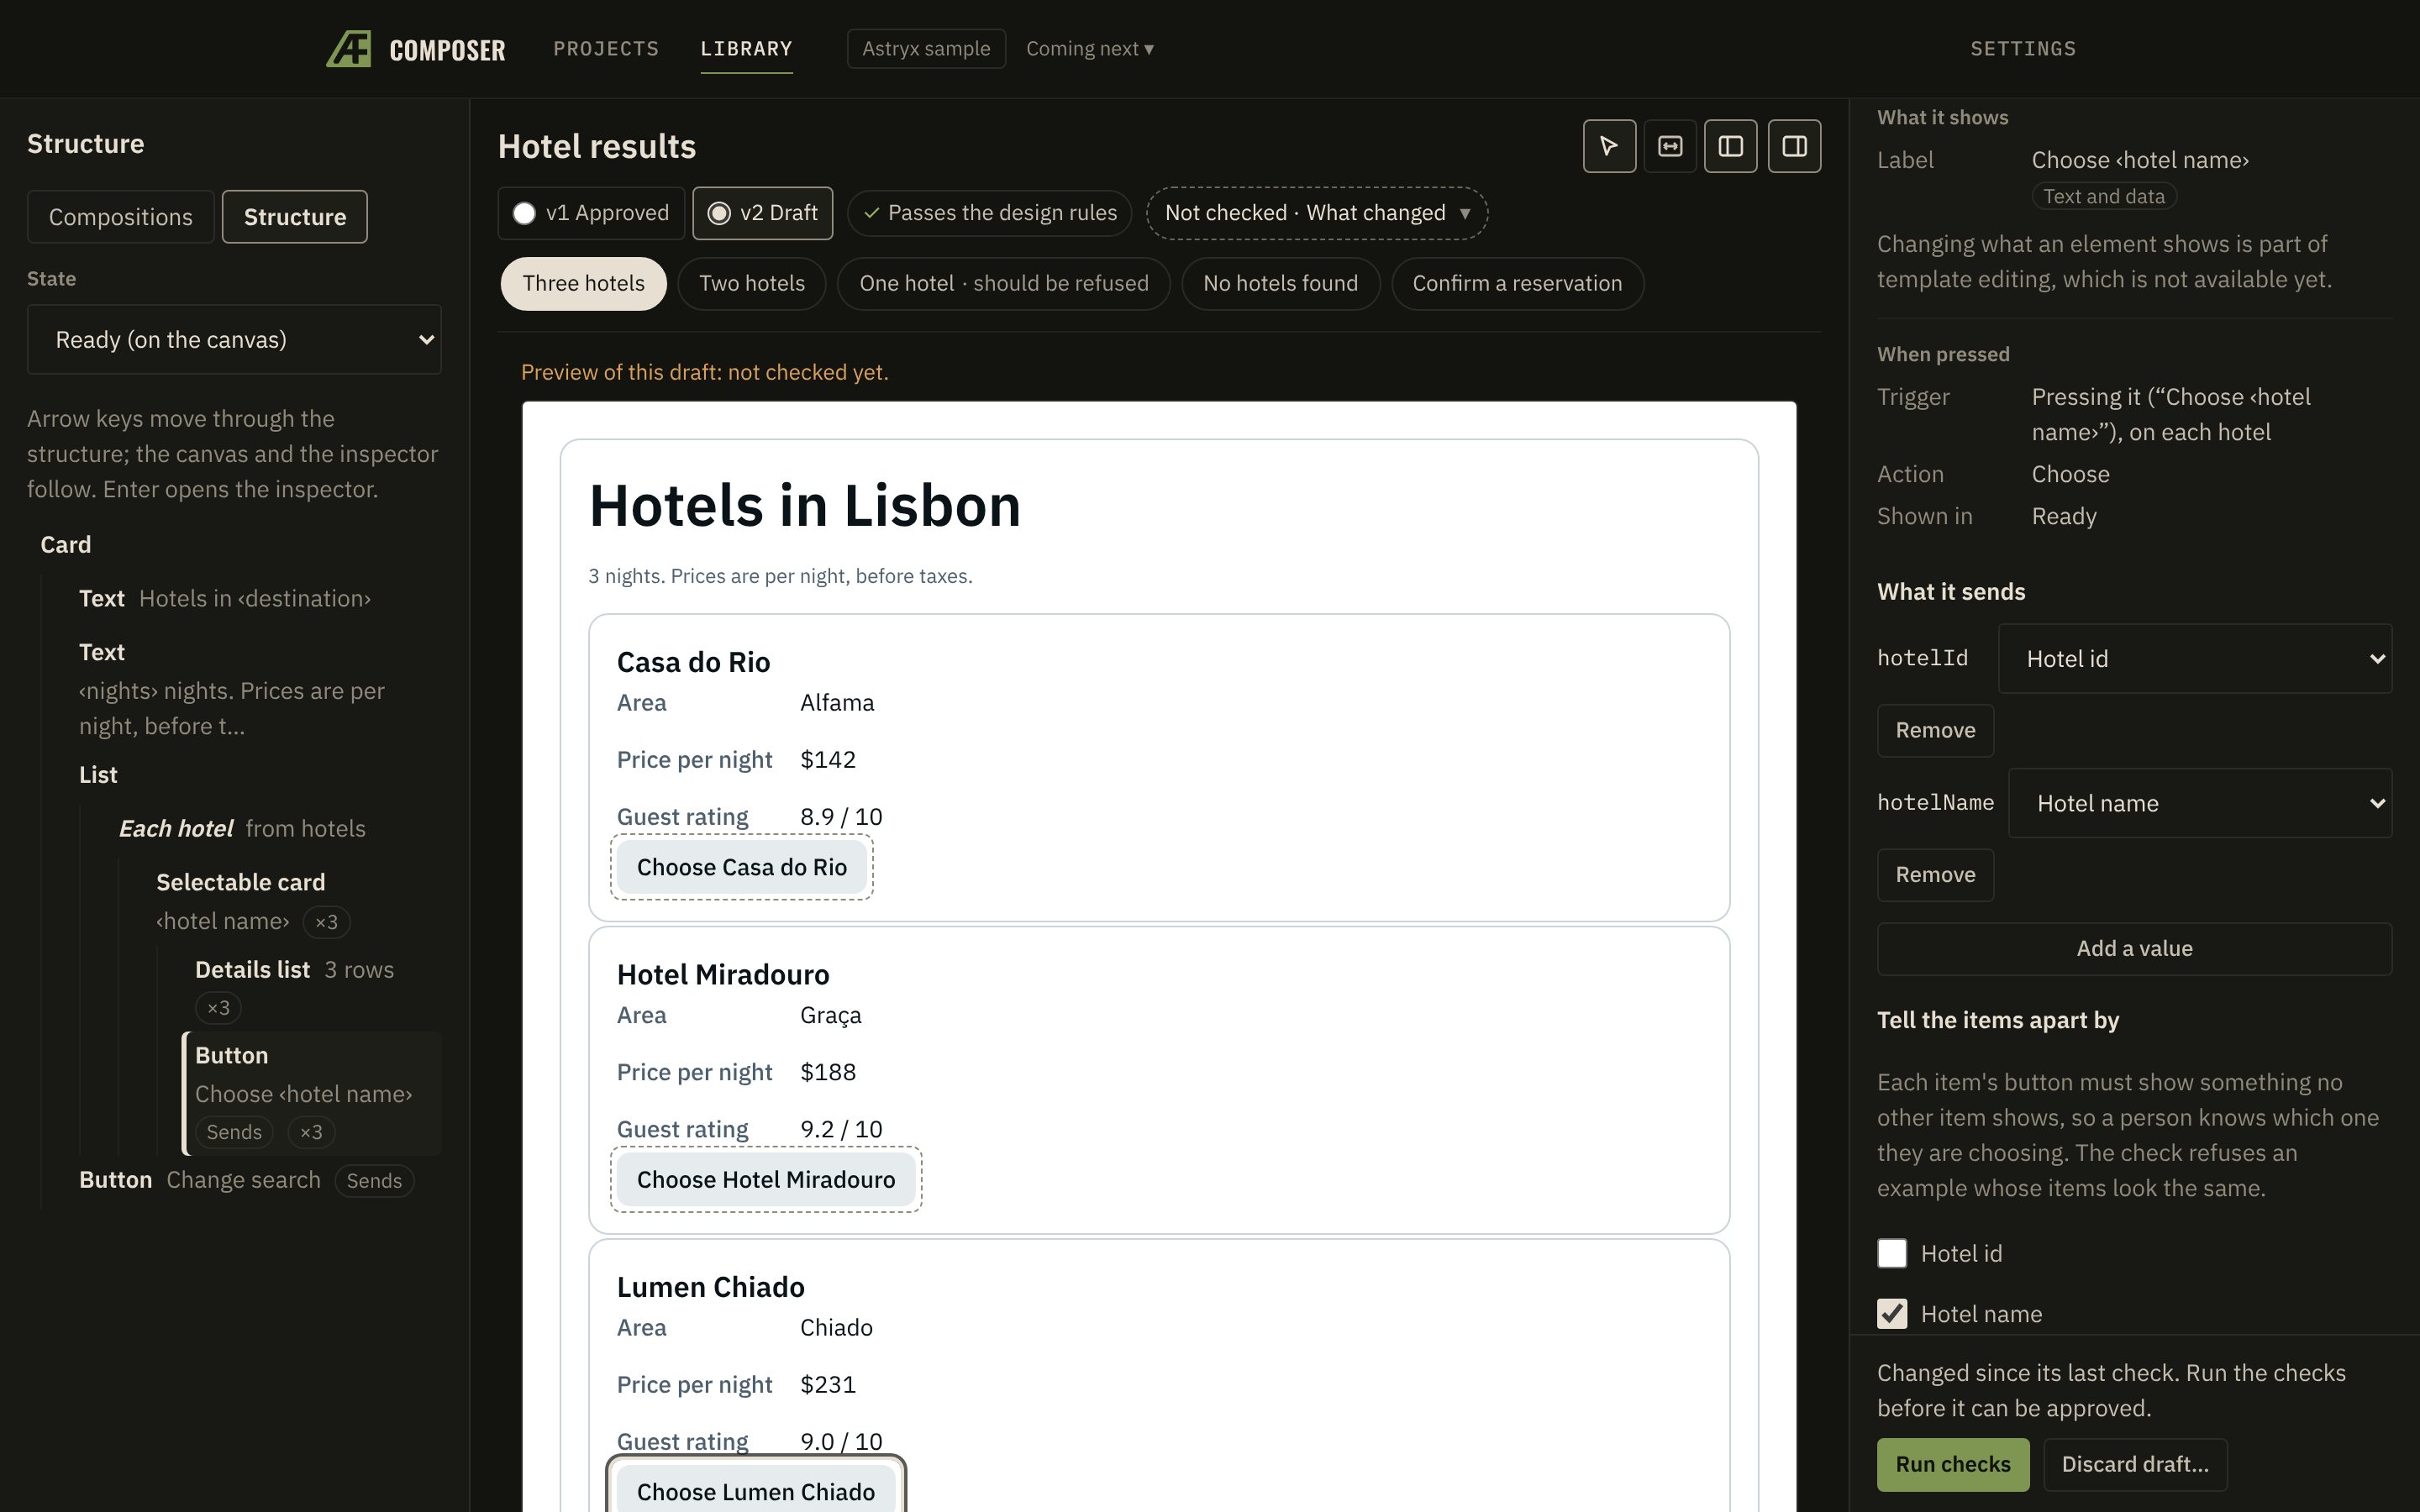 COMPOSER
PROJECTS
LIBRARY
Astryx sample
Coming next ▾
SETTINGS
Structure
Compositions
Structure
State
Ready (on the canvas)
Arrow keys move through the
structure; the canvas and the inspector
follow. Enter opens the inspector.
Card
Text Hotels in ‹destination›
Text
‹nights› nights. Prices are per
night, before t...
List
Each hotel from hotels
Selectable card
‹hotel name› ×3
Details list 3 rows
×3
Button
Choose ‹hotel name›
Sends ×3
Button Change search Sends
Hotel results
v1 Approved
v2 Draft
✓ Passes the design rules
Not checked · What changed ▾
Three hotels
Two hotels
One hotel · should be refused
No hotels found
Confirm a reservation
Preview of this draft: not checked yet.
Hotels in Lisbon
3 nights. Prices are per night, before taxes.
Casa do Rio
Area Alfama
Price per night $142
Guest rating 8.9 / 10
Choose Casa do Rio
Hotel Miradouro
Area Graça
Price per night $188
Guest rating 9.2 / 10
Choose Hotel Miradouro
Lumen Chiado
Area Chiado
Price per night $231
Guest rating 9.0 / 10
Choose Lumen Chiado
What it shows
Label Choose ‹hotel name›
Text and data
Changing what an element shows is part of
template editing, which is not available yet.
When pressed
Trigger Pressing it (“Choose ‹hotel
name›”), on each hotel
Action Choose
Shown in Ready
What it sends
hotelId Hotel id
Remove
hotelName Hotel name
Remove
Add a value
Tell the items apart by
Each item's button must show something no
other item shows, so a person knows which one
they are choosing. The check refuses an
example whose items look the same.
Hotel id
Hotel name
Changed since its last check. Run the checks
before it can be approved.
Run checks
Discard draft...